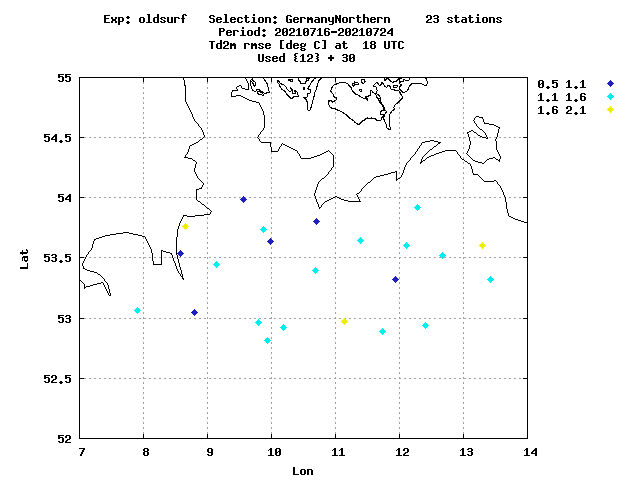 Exp: oldsurf   Selection: GermanyNorthern     23 stations
Period: 20210716-20210724
Td2m rmse [deg C] at  18 UTC
Used {12} + 30
0.5 1.1
1.1 1.6
1.6 2.1
55
54.5
54
53.5
53
52.5
52
Lat
7 8 9 10 11 12 13 14
Lon